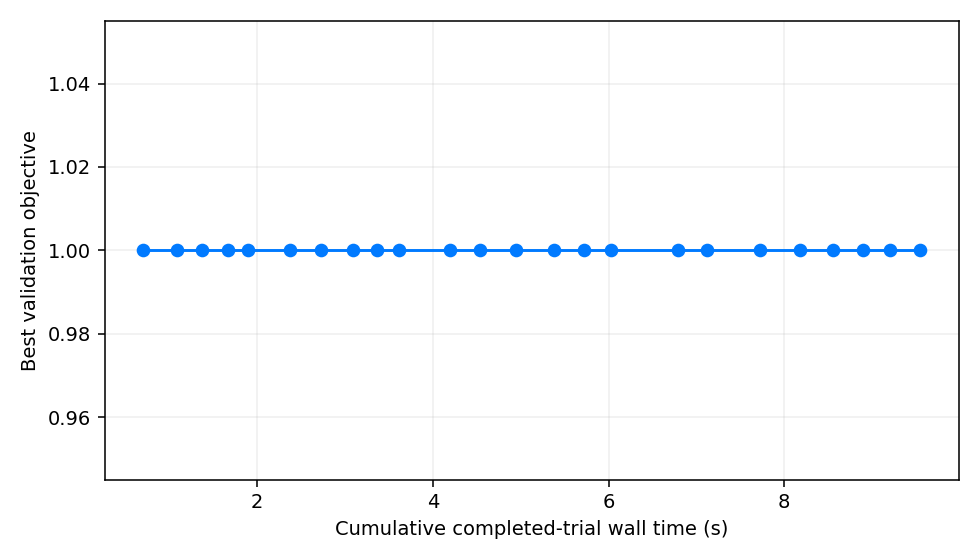 1.04
1.02
1.00
0.98
0.96
Best validation objective
2 4 6 8
Cumulative completed-trial wall time (s)